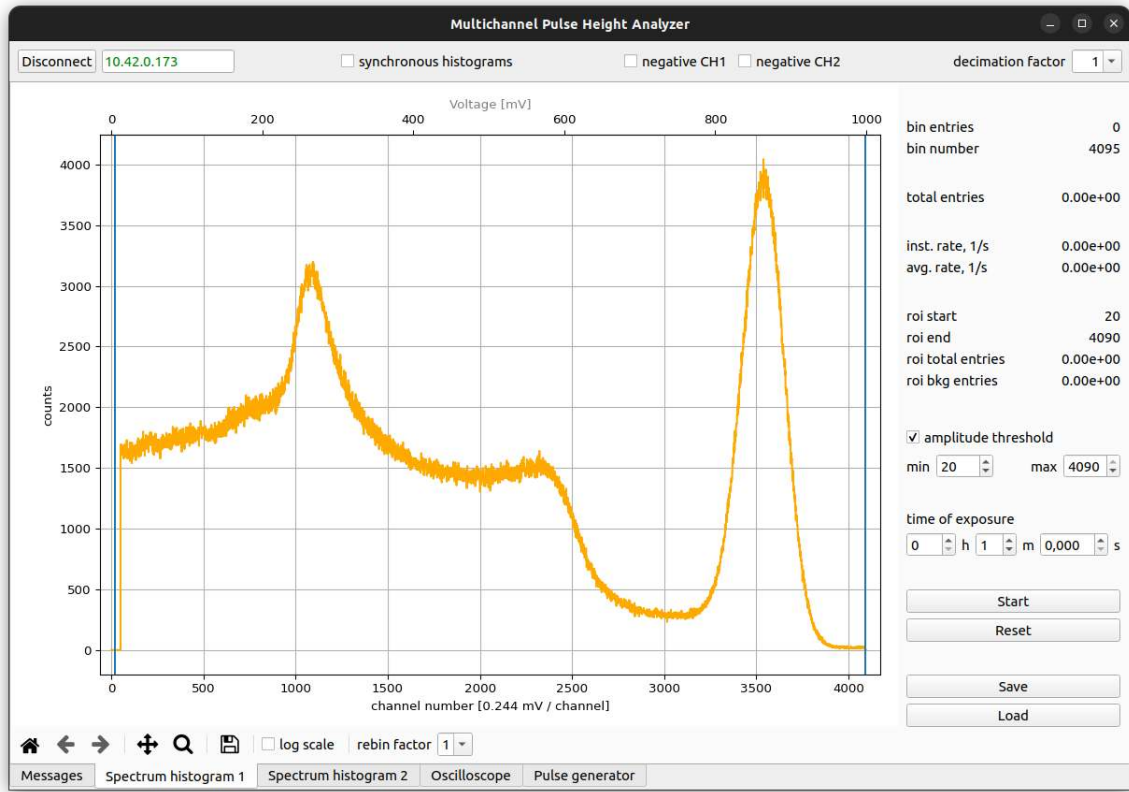 Multichannel Pulse Height Analyzer
Disconnect 10.42.0.173 synchronous histograms negative CH1 negative CH2 decimation factor 1
Voltage [mV]
0 200 400 600 800 1000
4000
3500
3000
2500
2000
1500
1000
500
0
counts
0 500 1000 1500 2000 2500 3000 3500 4000
channel number [0.244 mV / channel]
bin entries 0
bin number 4095
total entries 0.00e+00
inst. rate, 1/s 0.00e+00
avg. rate, 1/s 0.00e+00
roi start 20
roi end 4090
roi total entries 0.00e+00
roi bkg entries 0.00e+00
amplitude threshold
min 20 max 4090
time of exposure
0 h 1 m 0,000 s
Start
Reset
Save
Load
log scale rebin factor 1
Messages Spectrum histogram 1 Spectrum histogram 2 Oscilloscope Pulse generator